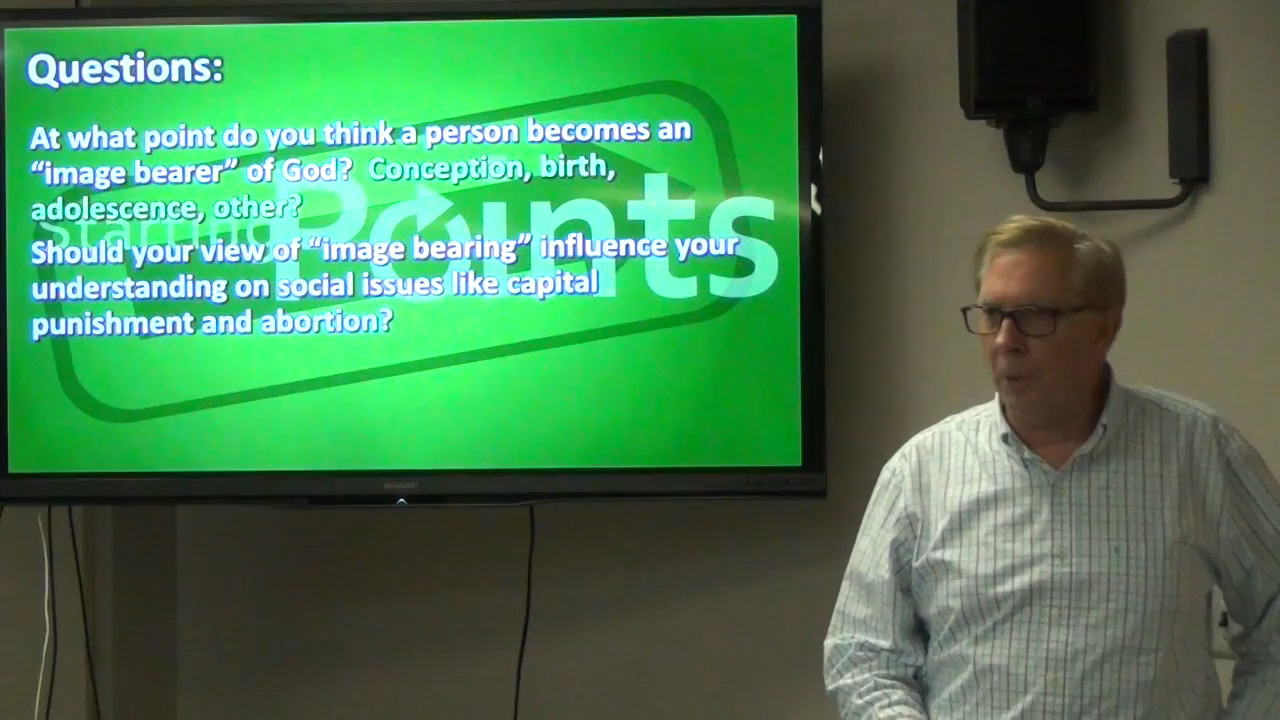 Questions:
At what point do you think a person becomes an
“image bearer” of God?  Conception, birth,
adolescence, other?
Starting
Points
Should your view of “image bearing” influence your
understanding on social issues like capital
punishment and abortion?